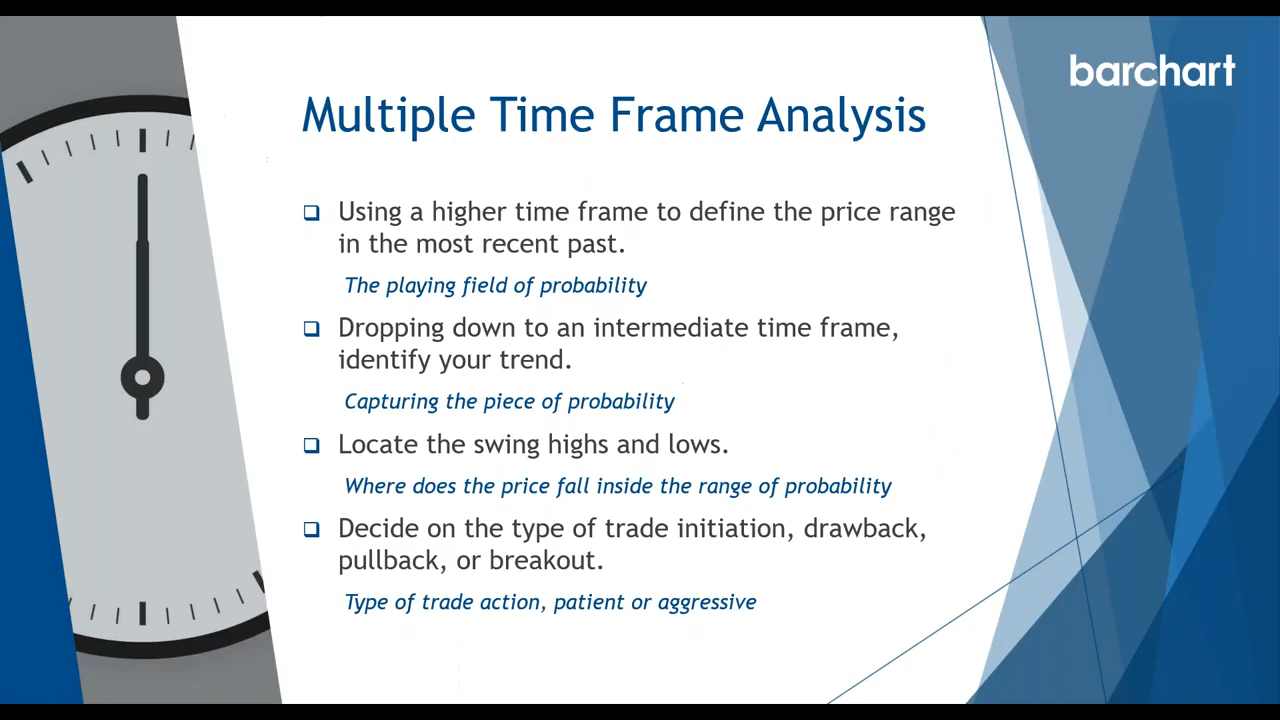 barchart
Multiple Time Frame Analysis
Using a higher time frame to define the price range
in the most recent past.
The playing field of probability
Dropping down to an intermediate time frame,
identify your trend.
Capturing the piece of probability
Locate the swing highs and lows.
Where does the price fall inside the range of probability
Decide on the type of trade initiation, drawback,
pullback, or breakout.
Type of trade action, patient or aggressive